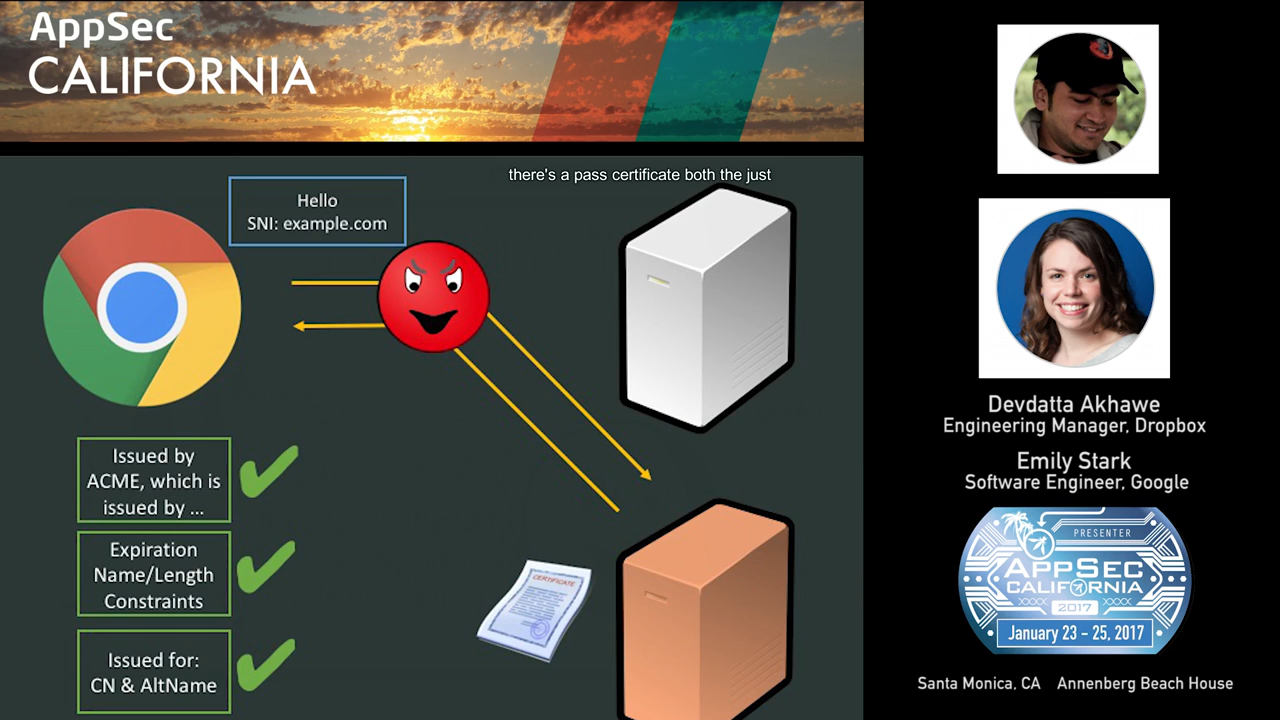 AppSec
CALIFORNIA
there's a pass certificate both the just
Hello
SNI: example.com
Issued by
ACME, which is
issued by ...
Expiration
Name/Length
Constraints
Issued for:
CN & AltName
CERTIFICATE
Devdatta Akhawe
Engineering Manager, Dropbox
Emily Stark
Software Engineer, Google
PRESENTER
APPSEC
CALIFORNIA
2017
January 23 - 25, 2017
Santa Monica, CA Annenberg Beach House